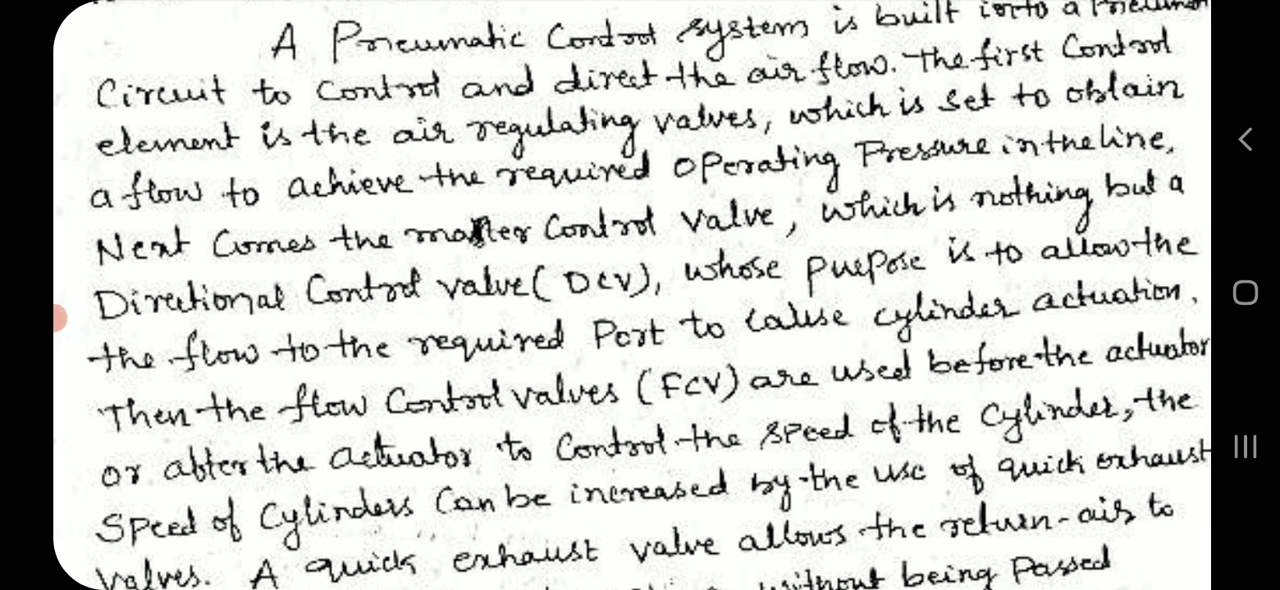 A Pneumatic Control system is built into a Pneumatic
Circuit to Control and direct the air flow. The first Control
element is the air regulating valves, which is set to obtain
a flow to achieve the required operating Pressure in the line.
Next Comes the master Control valve, which is nothing but a
Directional Control valve (DCV), whose purpose is to allow the
the flow to the required Port to Cause cylinder actuation.
Then the flow Control valves (FCV) are used before the actuator
or after the actuator to Control the speed of the Cylinder, the
Speed of Cylinders Can be increased by the use of quick exhaust
Valves. A quick exhaust valve allows the return-air to
without being Passed